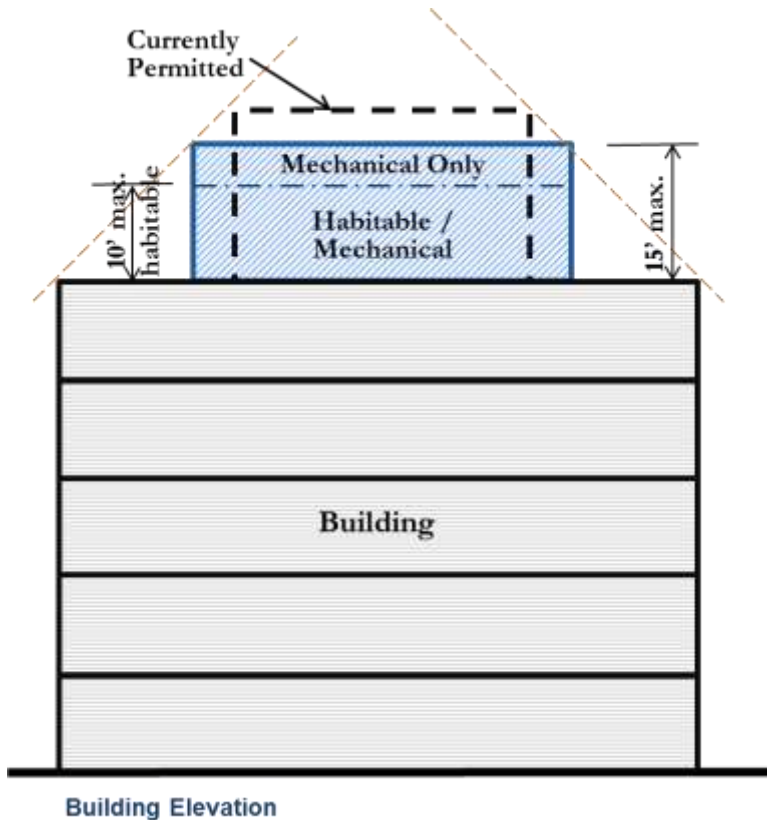 Currently
Permitted
Mechanical Only
10’ max.
habitable
Habitable /
Mechanical
15’ max.
Building
Building Elevation